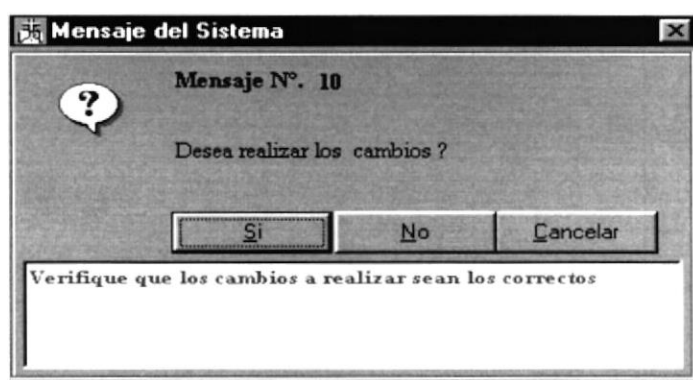 Mensaje del Sistema
Mensaje Nº. 10
Desea realizar los cambios ?
Si No Cancelar
Verifique que los cambios a realizar sean los correctos